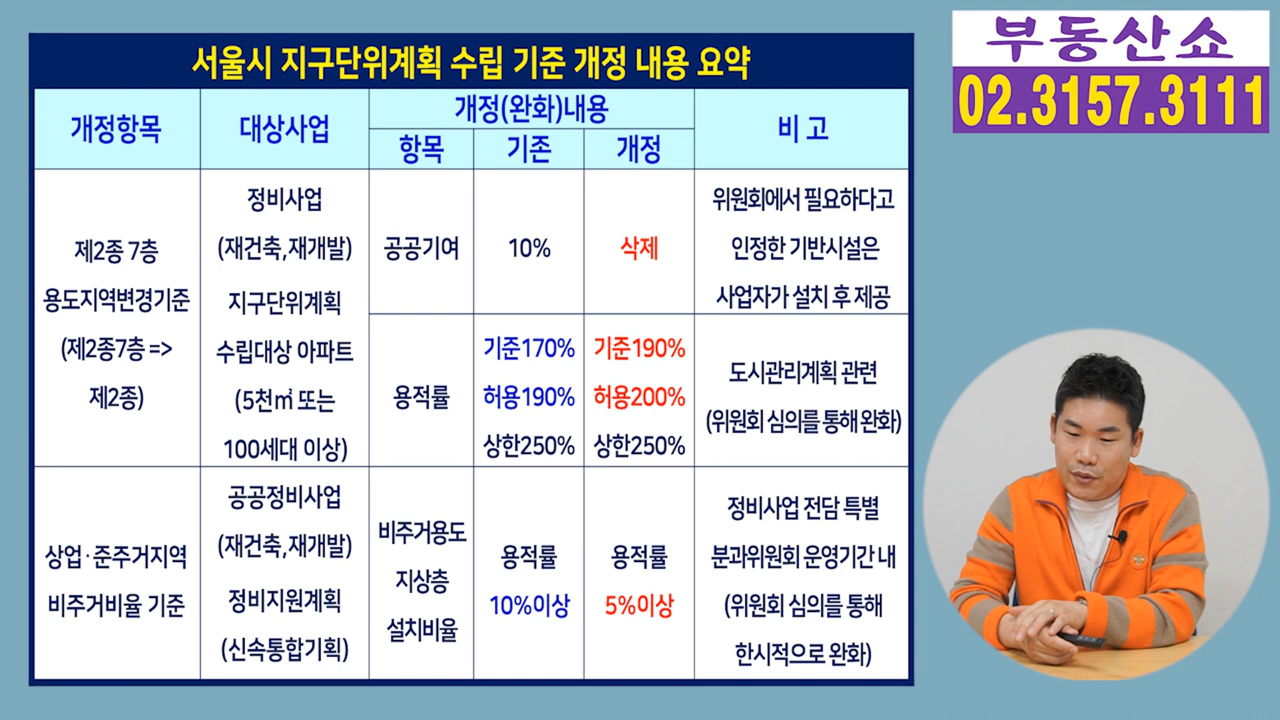 부동산쇼
02.3157.3111
서울시 지구단위계획 수립 기준 개정 내용 요약
개정항목
대상사업
개정(완화)내용
항목
기존
개정
비 고
제2종 7층
용도지역변경기준
(제2종7층 =>
제2종)
정비사업
(재건축,재개발)
지구단위계획
수립대상 아파트
(5천㎡ 또는
100세대 이상)
공공기여
10%
삭제
위원회에서 필요하다고
인정한 기반시설은
사업자가 설치 후 제공
용적률
기준170%
허용190%
상한250%
기준190%
허용200%
상한250%
도시관리계획 관련
(위원회 심의를 통해 완화)
상업·준주거지역
비주거비율 기준
공공정비사업
(재건축,재개발)
정비지원계획
(신속통합기획)
비주거용도
지상층
설치비율
용적률
10%이상
용적률
5%이상
정비사업 전담 특별
분과위원회 운영기간 내
(위원회 심의를 통해
한시적으로 완화)